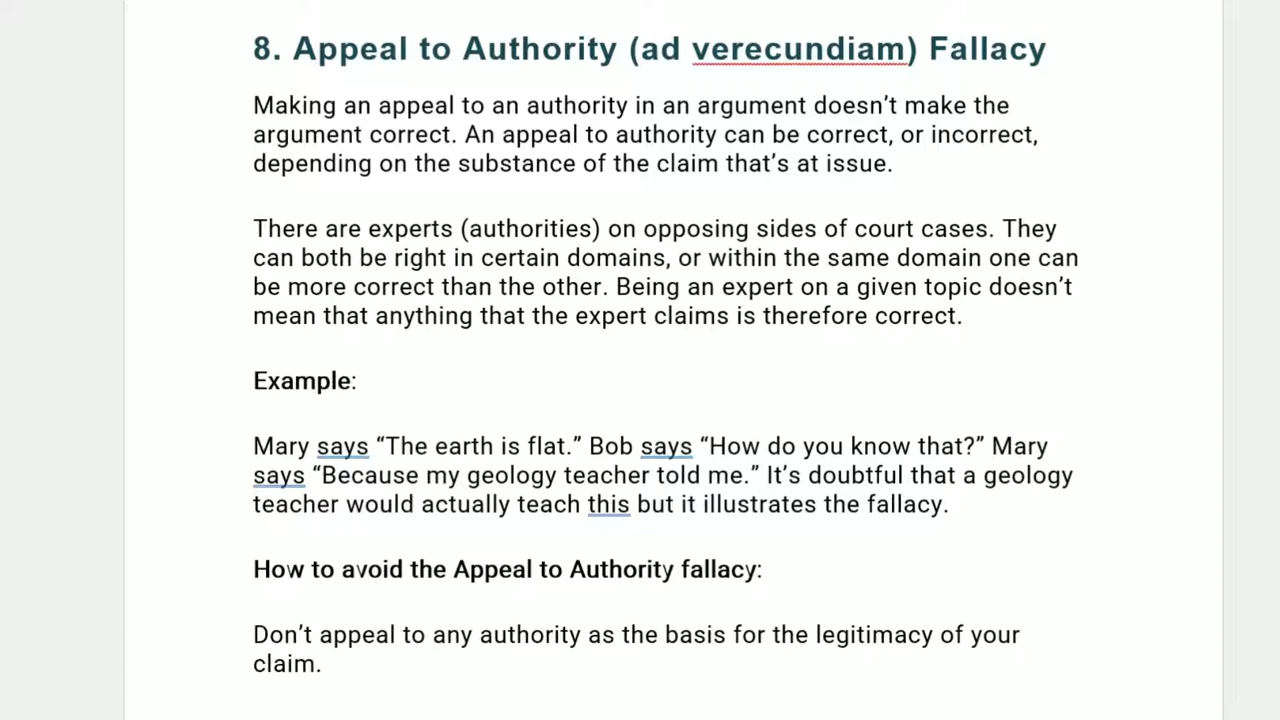 8. Appeal to Authority (ad verecundiam) Fallacy
Making an appeal to an authority in an argument doesn’t make the
argument correct. An appeal to authority can be correct, or incorrect,
depending on the substance of the claim that’s at issue.
There are experts (authorities) on opposing sides of court cases. They
can both be right in certain domains, or within the same domain one can
be more correct than the other. Being an expert on a given topic doesn’t
mean that anything that the expert claims is therefore correct.
Example:
Mary says “The earth is flat.” Bob says “How do you know that?” Mary
says “Because my geology teacher told me.” It’s doubtful that a geology
teacher would actually teach this but it illustrates the fallacy.
How to avoid the Appeal to Authority fallacy:
Don’t appeal to any authority as the basis for the legitimacy of your
claim.